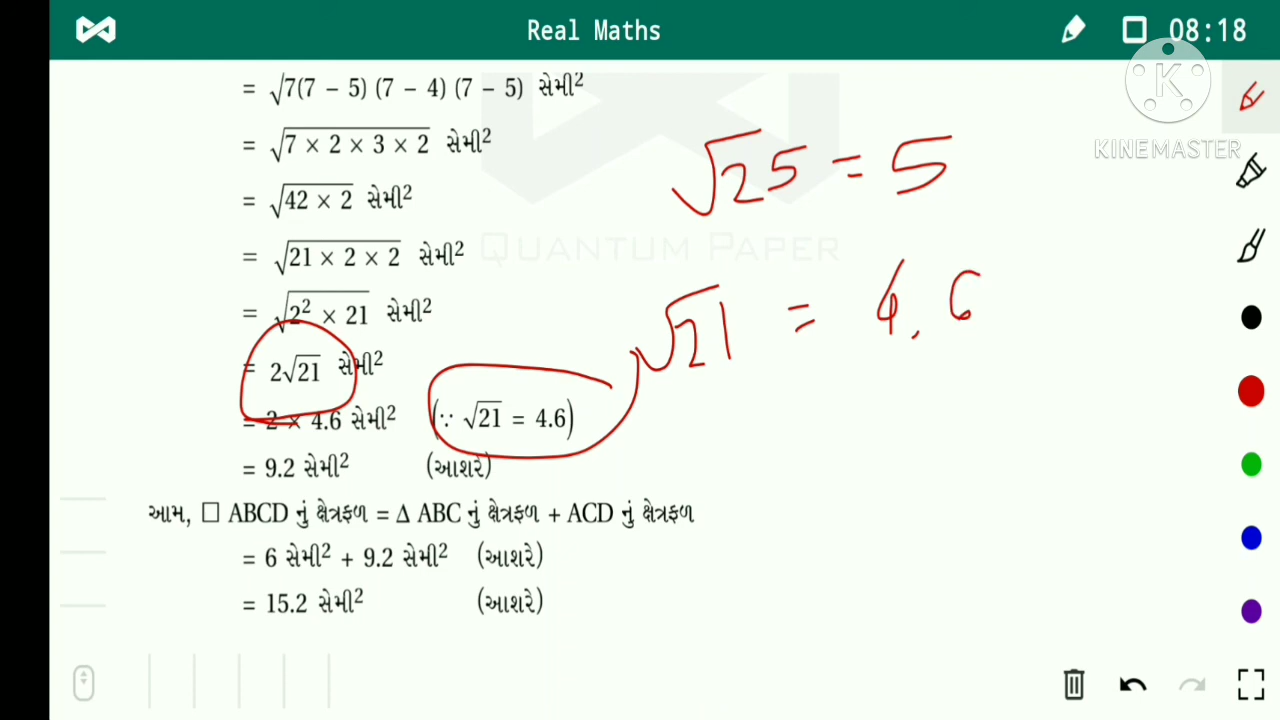 Real Maths
08:18
KINEMASTER
QUANTUM PAPER
= √7(7 − 5) (7 − 4) (7 − 5) સેમી²
= √7 × 2 × 3 × 2 સેમી²
= √42 × 2 સેમી²
= √21 × 2 × 2 સેમી²
= √2² × 21 સેમી²
= 2√21 સેમી²
= 2 × 4.6 સેમી² (∵ √21 = 4.6)
= 9.2 સેમી² (આશરે)
આમ, □ ABCD નું ક્ષેત્રફળ = Δ ABC નું ક્ષેત્રફળ + ACD નું ક્ષેત્રફળ
= 6 સેમી² + 9.2 સેમી² (આશરે)
= 15.2 સેમી² (આશરે)
√25 = 5
√21 = 4.6